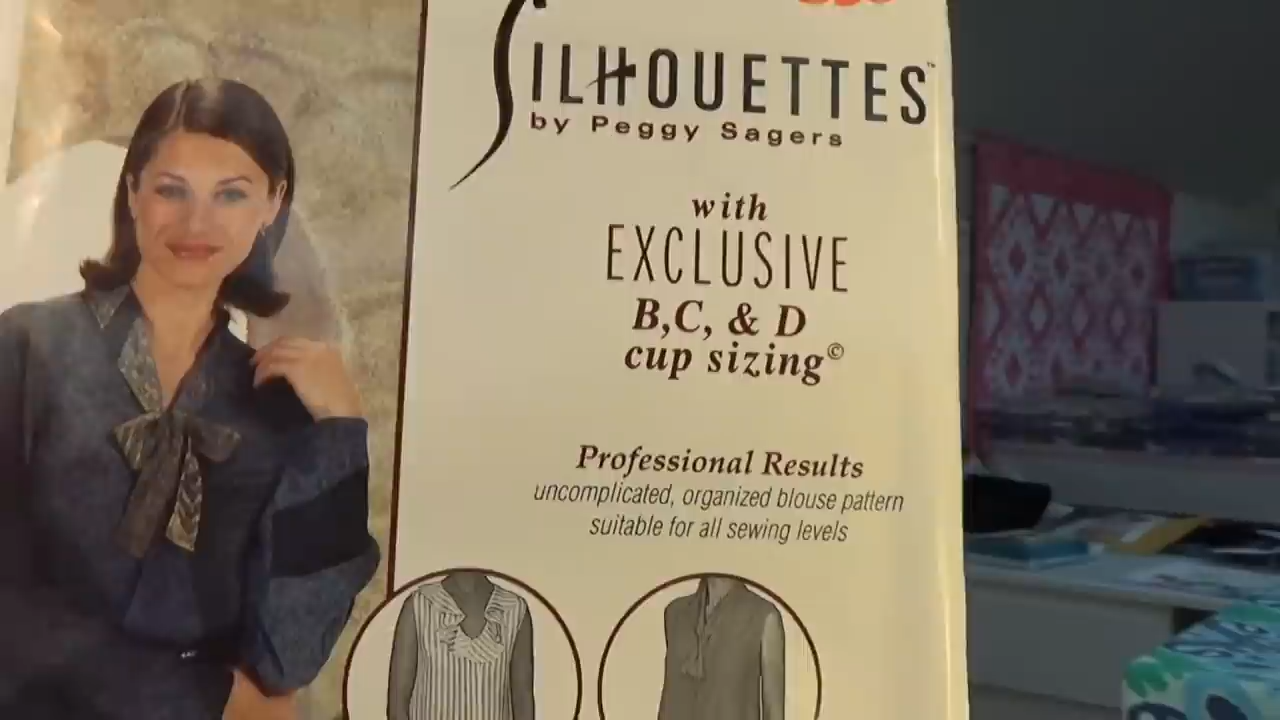 SILHOUETTES™
by Peggy Sagers
with
EXCLUSIVE
B,C, & D
cup sizing©
Professional Results
uncomplicated, organized blouse pattern
suitable for all sewing levels